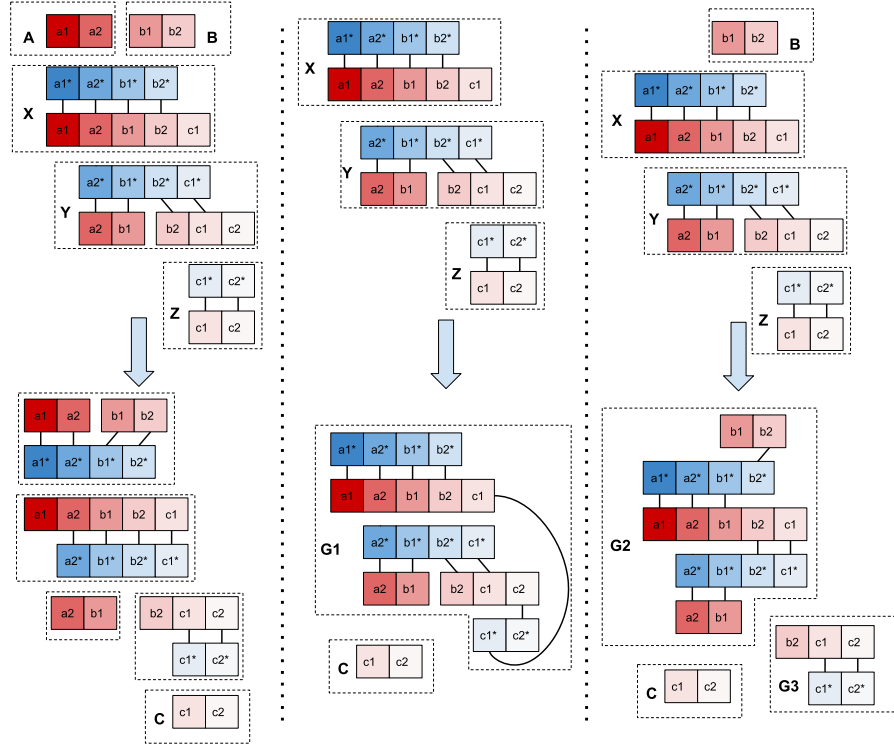 A a1 a2 b1 b2 B
a1* a2* b1* b2*
X
a1 a2 b1 b2 c1
a2* b1* b2* c1*
Y
a2 b1 b2 c1 c2
c1* c2*
Z
c1 c2
a1 a2 b1 b2
a1* a2* b1* b2*
a1 a2 b1 b2 c1
a2* b1* b2* c1*
a2 b1 b2 c1 c2
c1* c2*
C c1 c2
a1* a2* b1* b2*
X
a1 a2 b1 b2 c1
a2* b1* b2* c1*
Y
a2 b1 b2 c1 c2
c1* c2*
Z
c1 c2
a1* a2* b1* b2*
a1 a2 b1 b2 c1
a2* b1* b2* c1*
G1
a2 b1 b2 c1 c2
c1* c2*
C c1 c2
b1 b2 B
a1* a2* b1* b2*
X
a1 a2 b1 b2 c1
a2* b1* b2* c1*
Y
a2 b1 b2 c1 c2
c1* c2*
Z
c1 c2
b1 b2
a1* a2* b1* b2*
a1 a2 b1 b2 c1
G2
a2* b1* b2* c1*
a2 b1
b2 c1 c2
G3 c1* c2*
C c1 c2